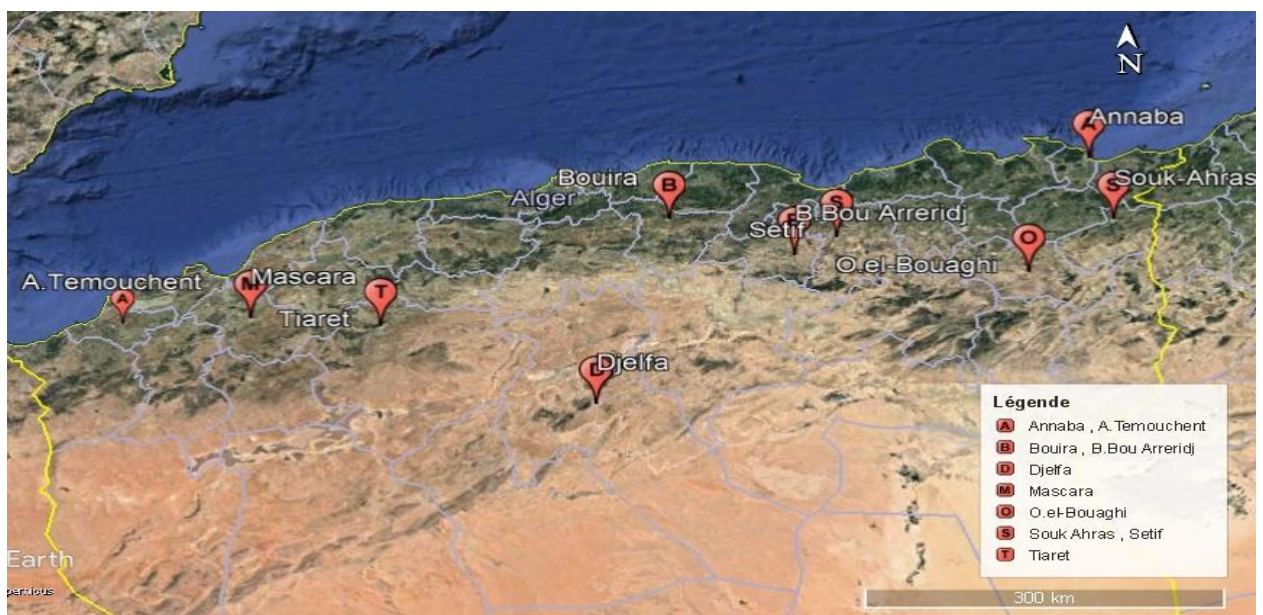 N
Annaba
A
Souk-Ahras
S
Bouira
B
Alger
S
B.Bou Arreridj
Sétif
O
O.el-Bouaghi
A.Temouchent
A
Mascara
M
T
Tiaret
Djelfa
D
Légende
A Annaba , A.Temouchent
B Bouira , B.Bou Arreridj
D Djelfa
M Mascara
O O.el-Bouaghi
S Souk Ahras , Setif
T Tiaret
Earth
300 km